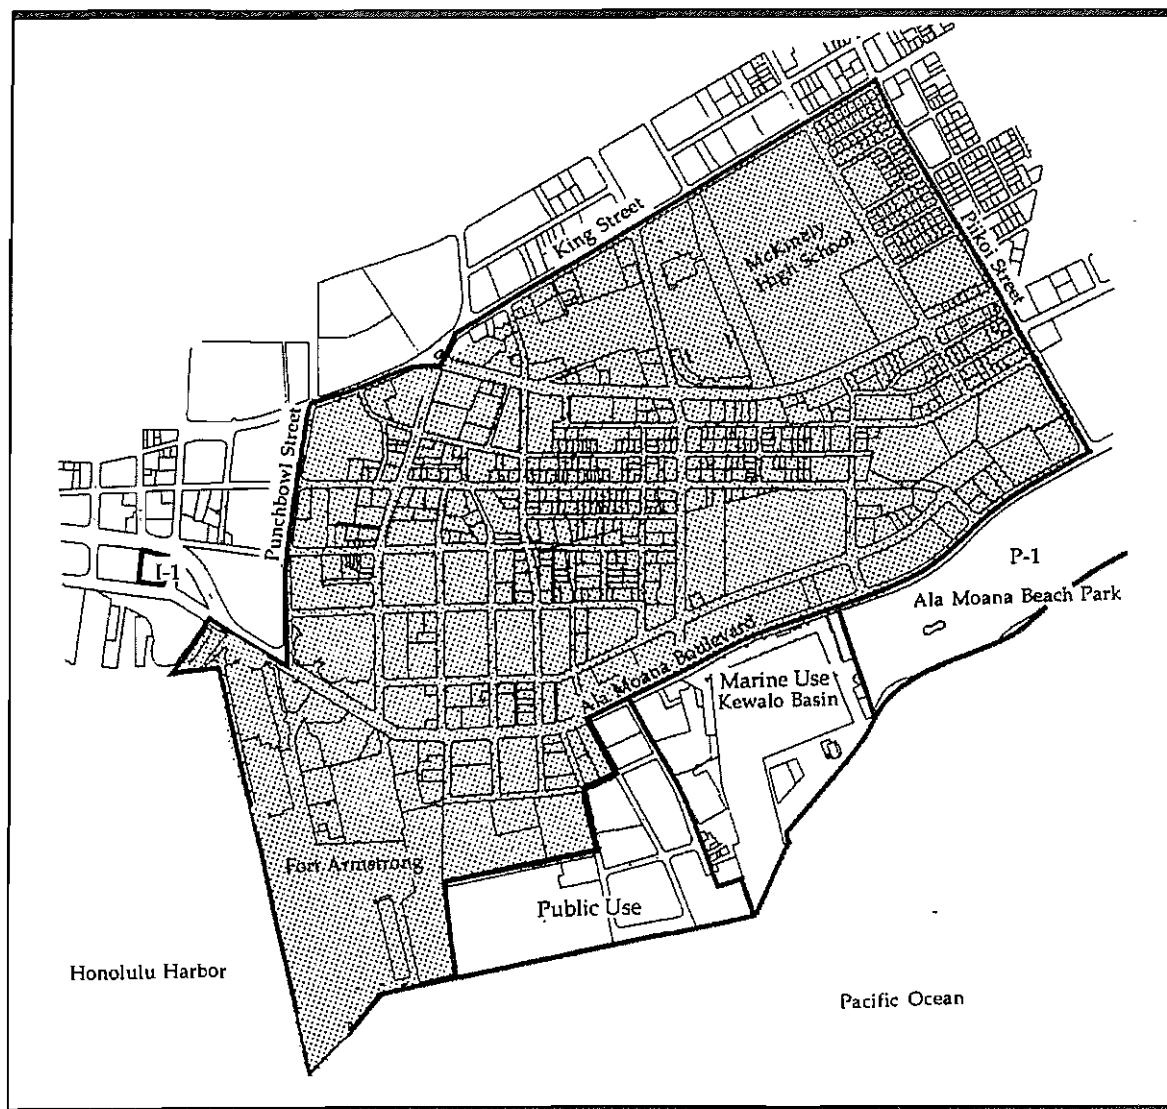 King Street
McKinely
High School
Piikoi Street
Punchbowl Street
I-1
P-1
Ala Moana Beach Park
Ala Moana Boulevard
Marine Use
Kewalo Basin
Fort Armstrong
Public Use
Honolulu Harbor
Pacific Ocean